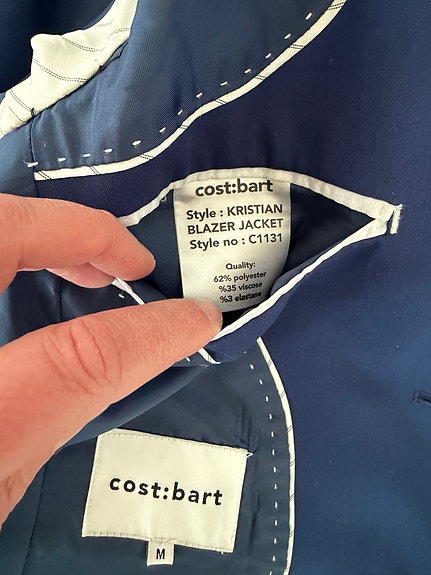 cost:bart
Style : KRISTIAN
BLAZER JACKET
Style no : C1131
Quality:
62% polyester
%35 viscose
%3 elastane
cost:bart
M